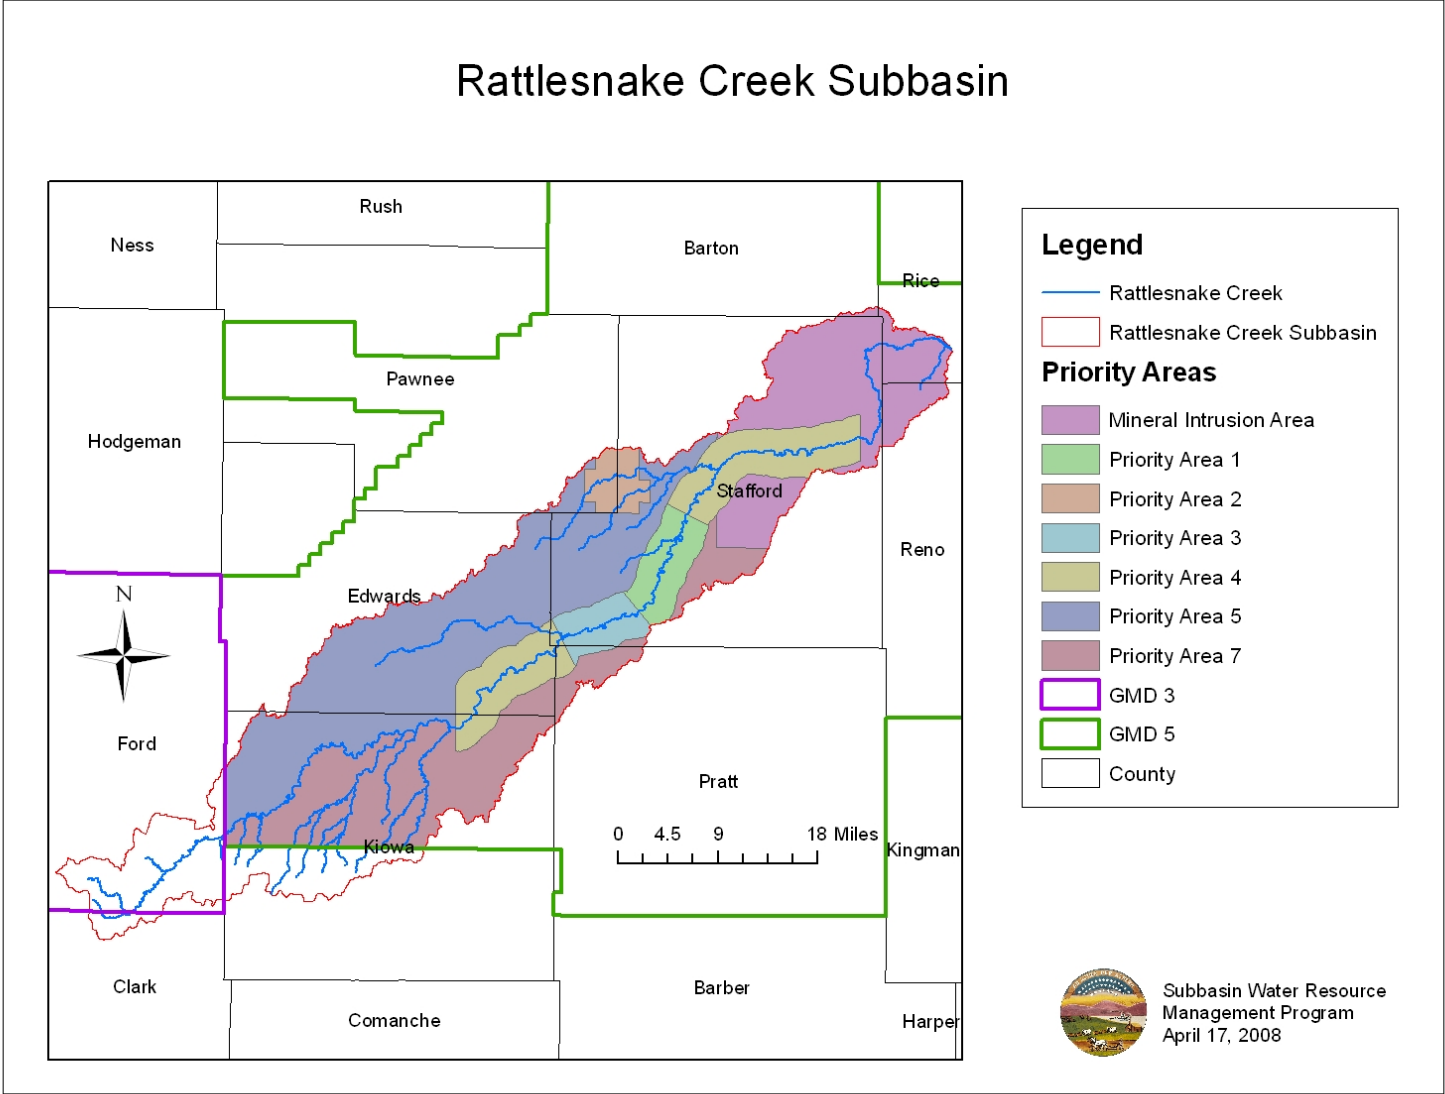 Rattlesnake Creek Subbasin
Rush
Ness
Barton
Rice
Pawnee
Hodgeman
Stafford
Reno
N
Edwards
Ford
Pratt
0 4.5 9 18 Miles
Kiowa
Kingman
Clark
Barber
Comanche
Harper
Legend
Rattlesnake Creek
Rattlesnake Creek Subbasin
Priority Areas
Mineral Intrusion Area
Priority Area 1
Priority Area 2
Priority Area 3
Priority Area 4
Priority Area 5
Priority Area 7
GMD 3
GMD 5
County
Subbasin Water Resource
Management Program
April 17, 2008